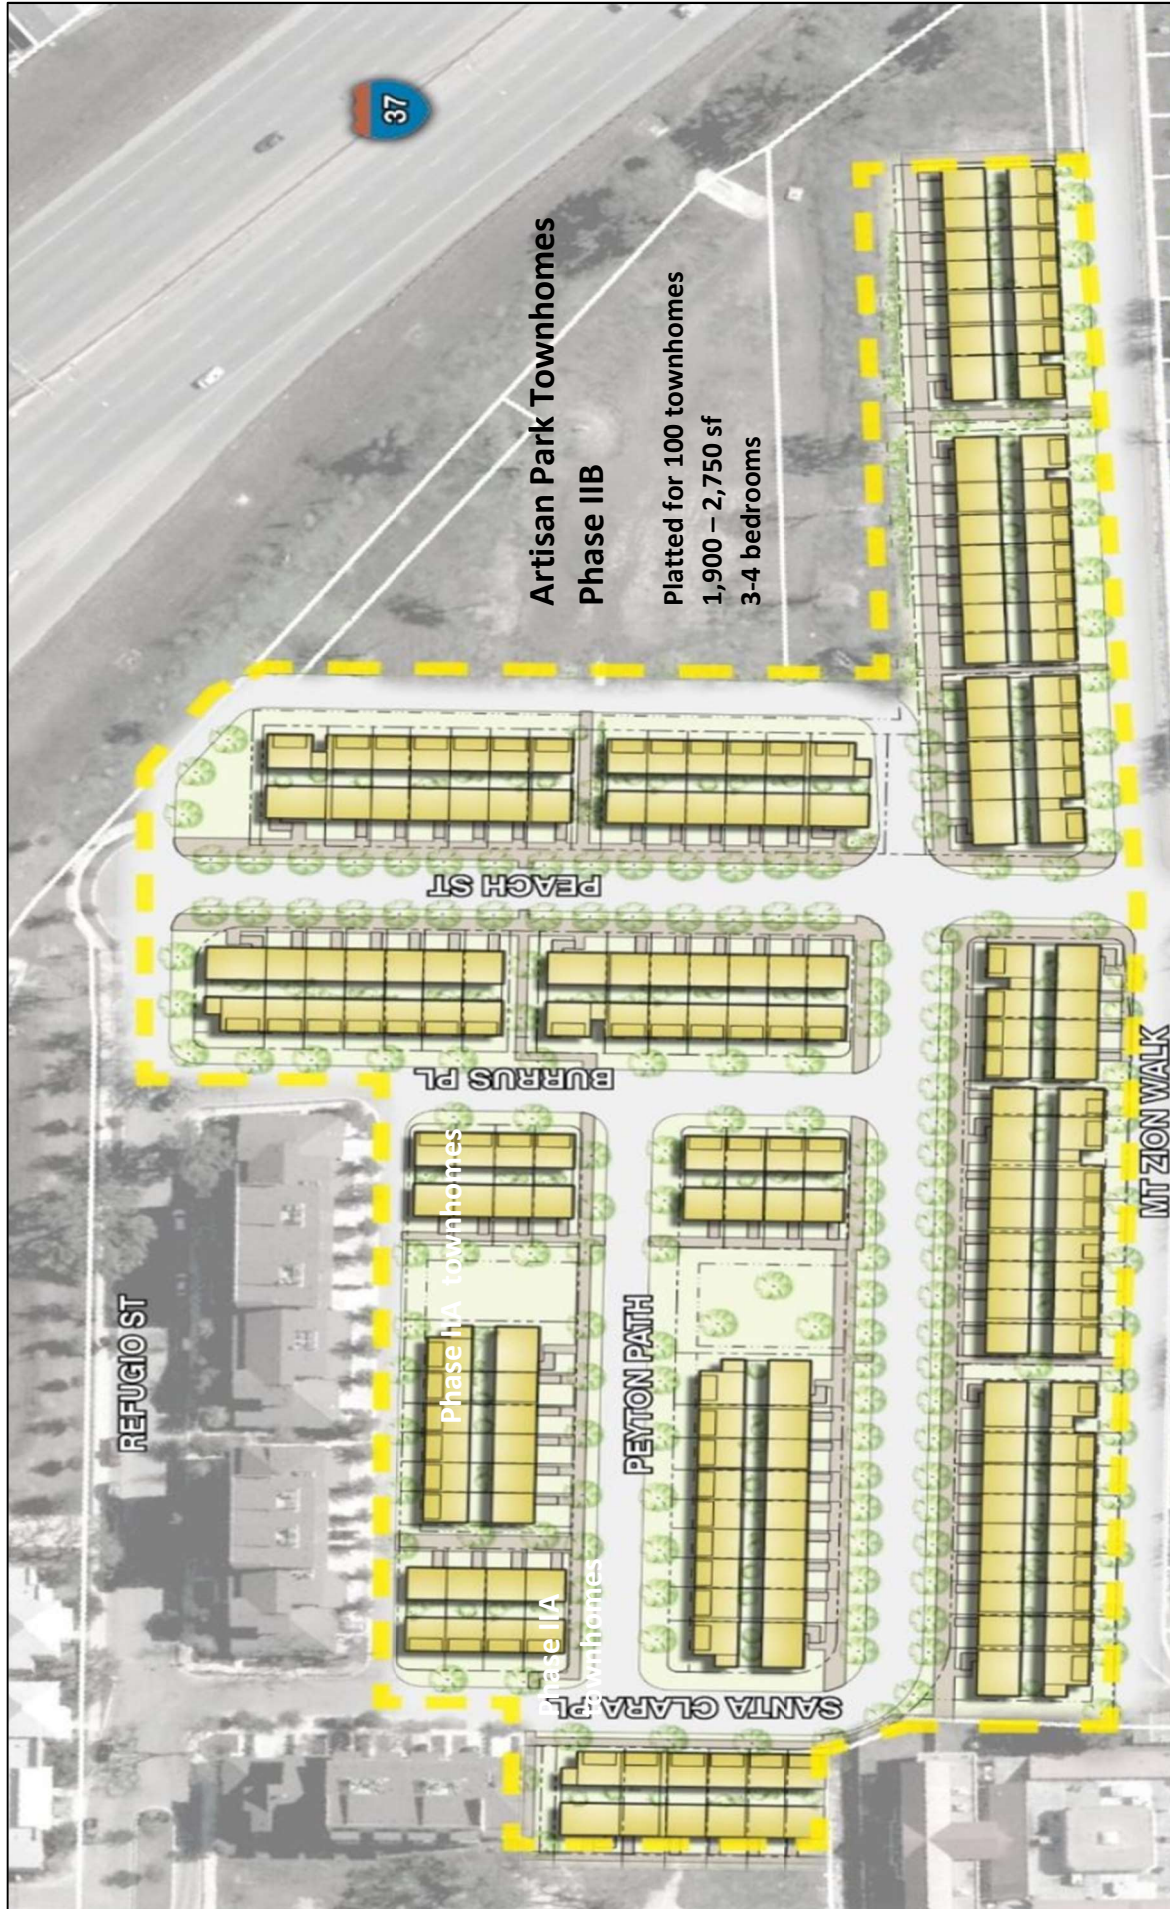 37
Artisan Park Townhomes
Phase IIB
Platted for 100 townhomes
1,900 – 2,750 sf
3-4 bedrooms
REFUGIO ST
PEACH ST
BURRUS PL
PEYTON PATH
SANTA CLARA PL
MT ZION WALK
Phase IIA townhomes
Phase IIA
townhomes